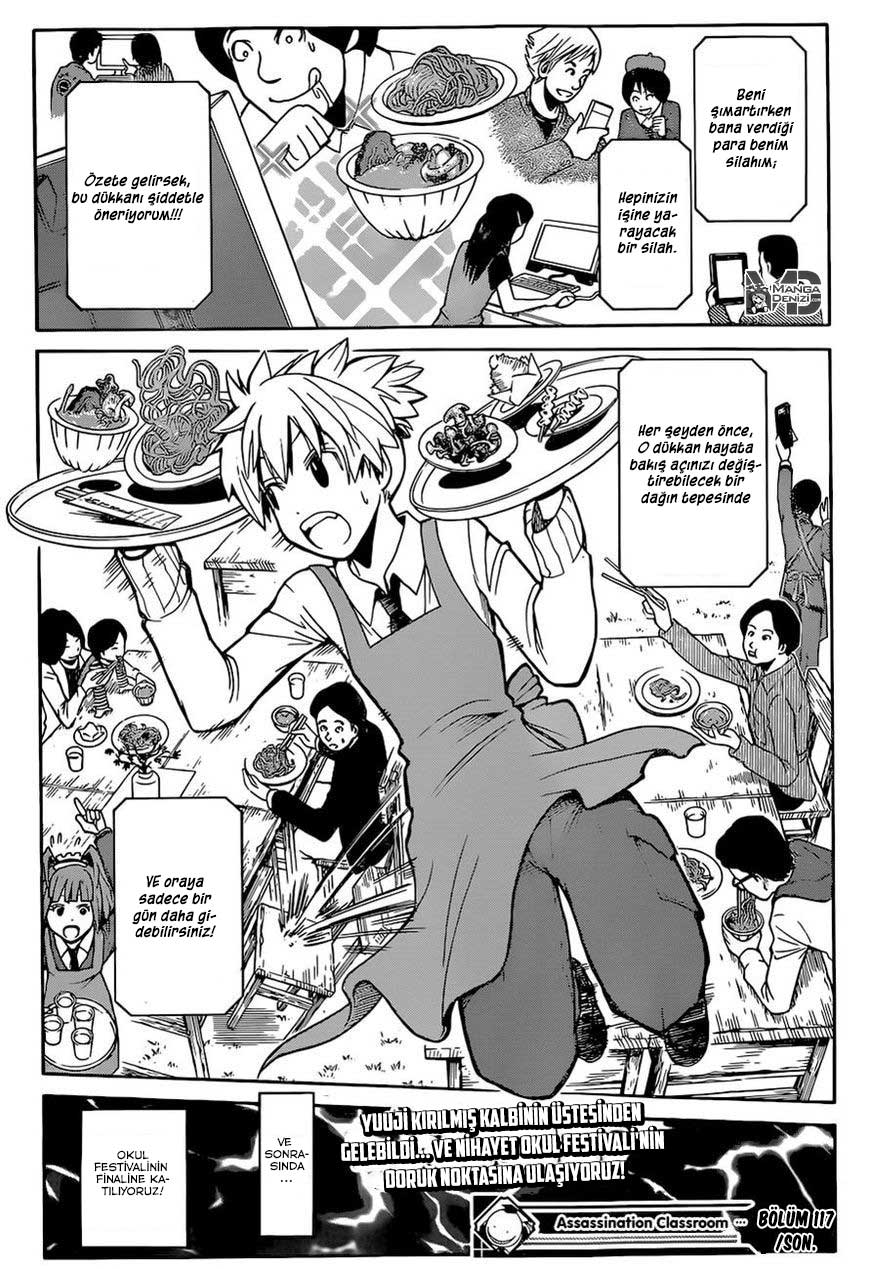 Beni
şımartırken
bana verdiği
para benim
silahım;
Hepinizin
işine ya-
rayacak
bir silah.
Özete gelirsek,
bu dükkanı şiddetle
öneriyorum!!!
MD
MANGA
DENİZİ.com
Her şeyden önce,
O dükkan hayata
bakış açınızı değiş-
tirebilecek bir
dağın tepesinde
VE oraya
sadece bir
gün daha gi-
debilirsiniz!
VE
SONRA-
SINDA
...
OKUL
FESTİVALİNİN
FİNALİNE KA-
TILIYORUZ!
YUUJİ KIRILMIŞ KALBİNİN ÜSTESİNDEN
GELEBİLDİ... VE NİHAYET OKUL FESTİVALİ'NİN
DORUK NOKTASINA ULAŞIYORUZ!
Assassination Classroom ...
BÖLÜM 117
/SON.